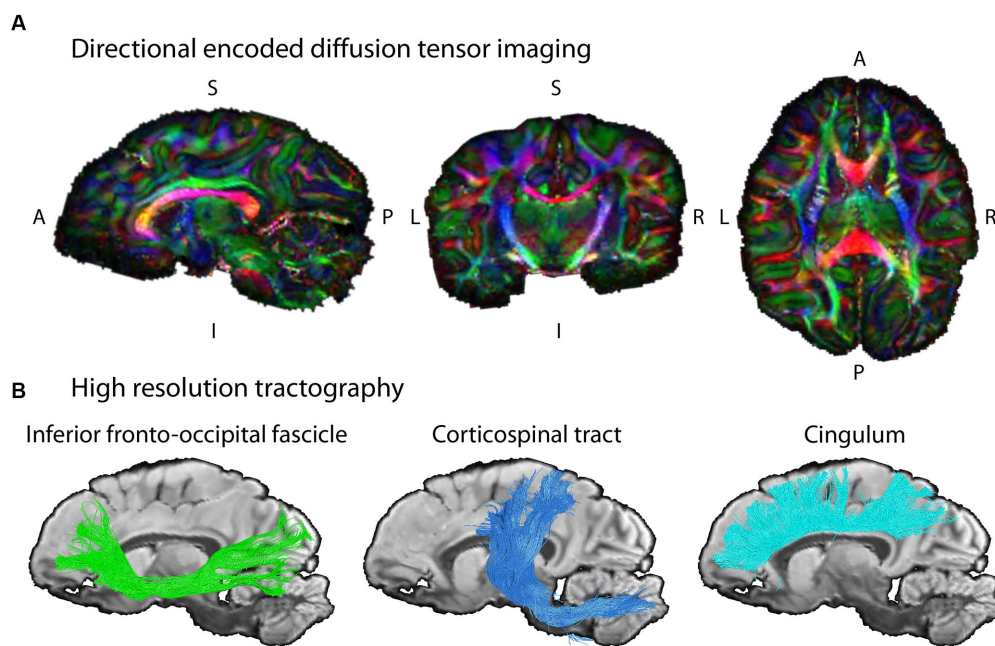 A
Directional encoded diffusion tensor imaging
S
S
A
A
P
L
R
L
R
I
I
P
B
High resolution tractography
Inferior fronto-occipital fascicle
Corticospinal tract
Cingulum